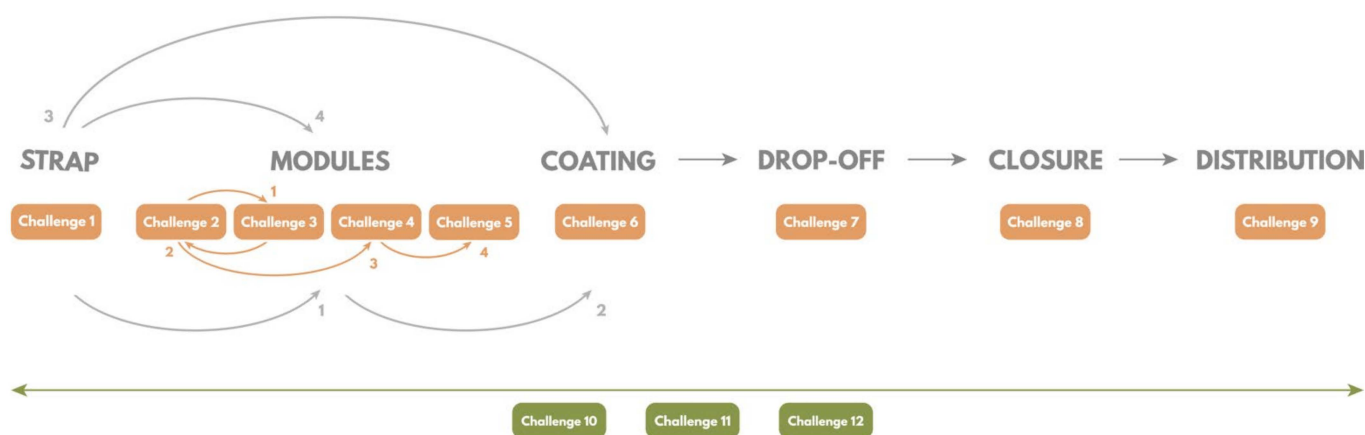 3
4
STRAP
MODULES
COATING
DROP-OFF
CLOSURE
DISTRIBUTION
1
Challenge 1
Challenge 2
Challenge 3
Challenge 4
Challenge 5
Challenge 6
Challenge 7
Challenge 8
Challenge 9
2
3
4
1
2
Challenge 10
Challenge 11
Challenge 12